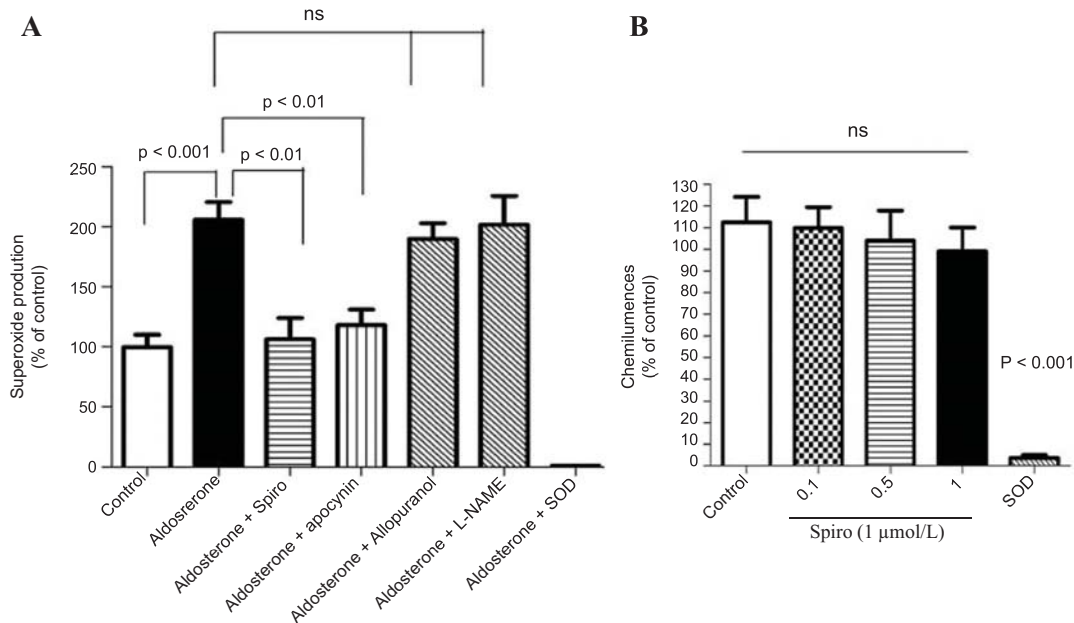 A
ns
p < 0.01
p < 0.001
p < 0.01
250
200
150
100
50
0
Superoxide prodution
(% of control)
Control
Aldosrerone
Aldosterone + Spiro
Aldosterone + apocynin
Aldosterone + Allopuranol
Aldosterone + L-NAME
Aldosterone + SOD
B
ns
130
120
110
100
90
80
70
60
50
40
30
20
10
0
Chemilumences
(% of control)
P < 0.001
Control
0.1
0.5
1
SOD
Spiro (1 μmol/L)